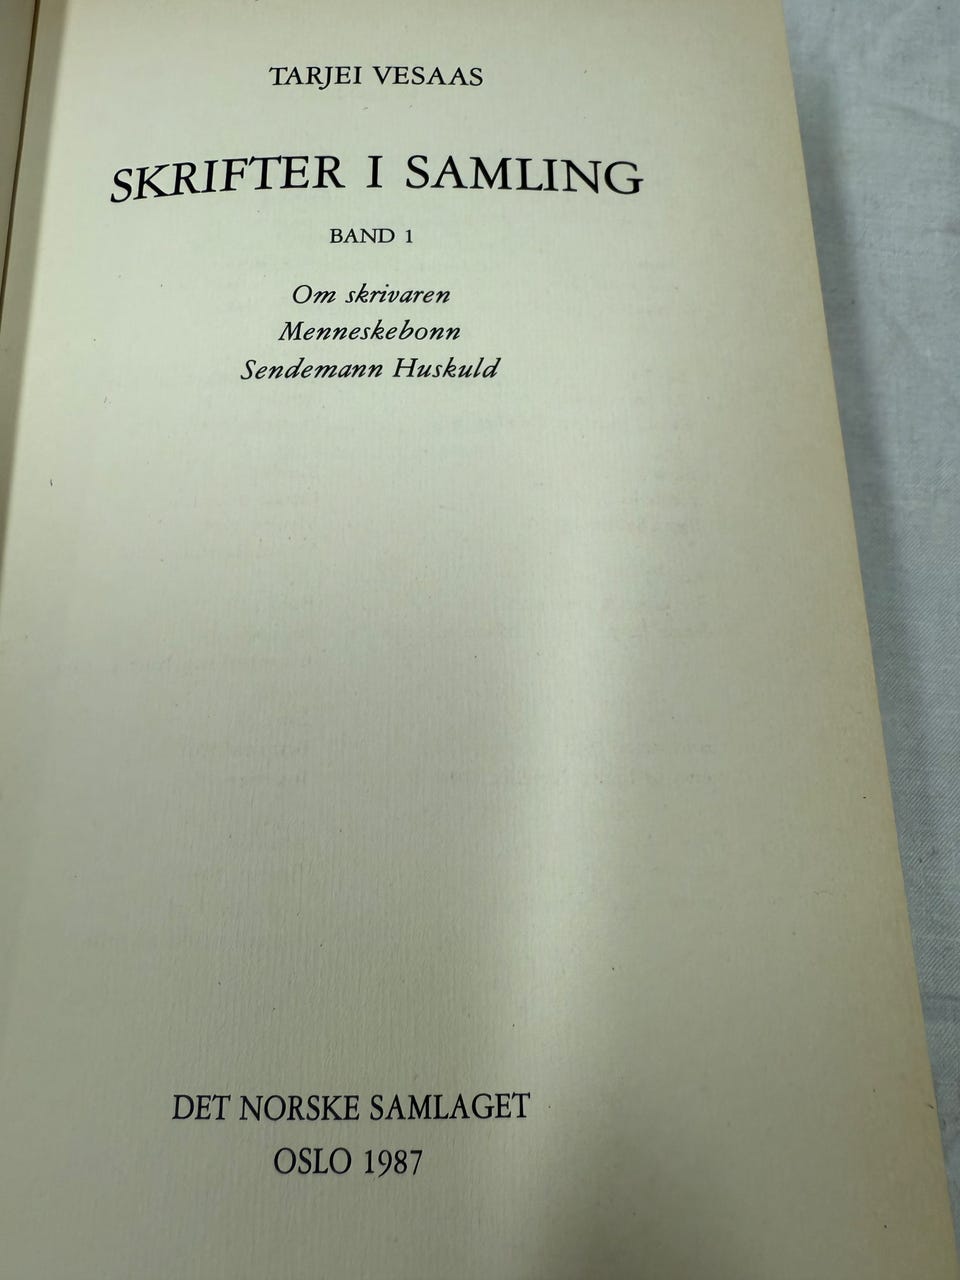 TARJEI VESAAS
SKRIFTER I SAMLING
BAND 1
Om skrivaren
Menneskebonn
Sendemann Huskuld
DET NORSKE SAMLAGET
OSLO 1987